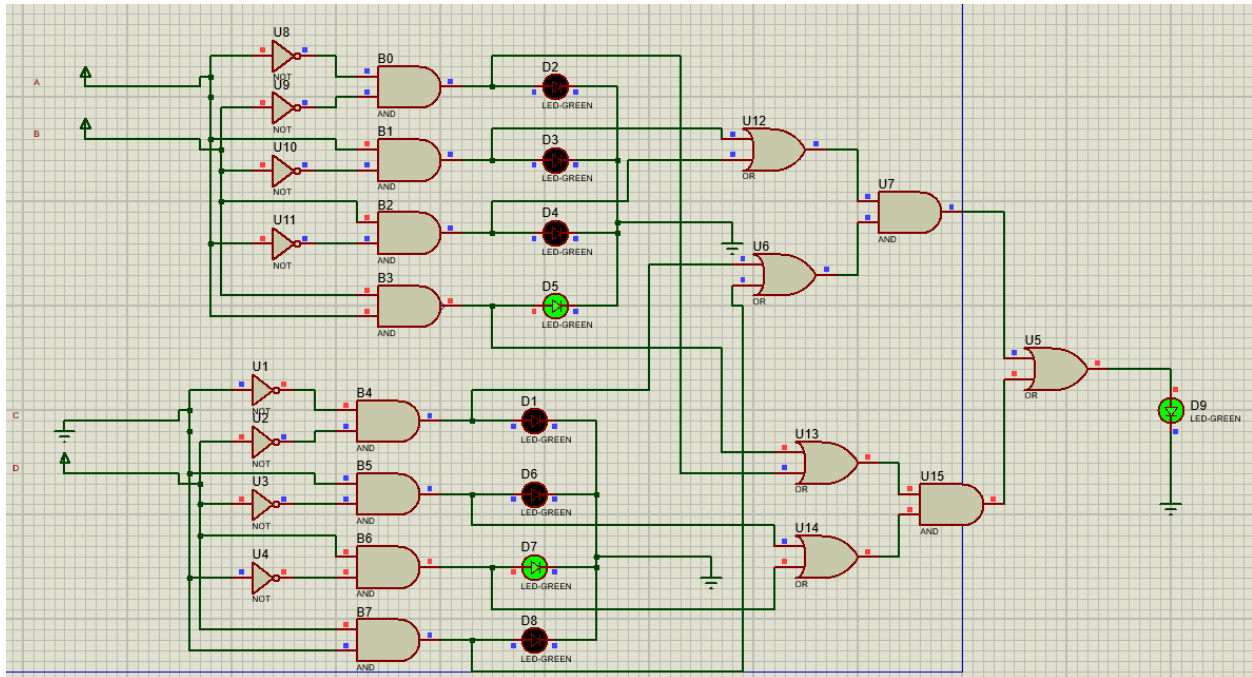 U8
NOT
A
U9
NOT
B
U10
NOT
U11
NOT
B0
AND
B1
AND
B2
AND
B3
AND
D2
LED-GREEN
D3
LED-GREEN
D4
LED-GREEN
D5
LED-GREEN
U12
OR
U6
OR
U7
AND
U1
NOT
C
U2
NOT
D
U3
NOT
U4
NOT
B4
AND
B5
AND
B6
AND
B7
AND
D1
LED-GREEN
D6
LED-GREEN
D7
LED-GREEN
D8
LED-GREEN
U13
OR
U14
OR
U15
AND
U5
OR
D9
LED-GREEN